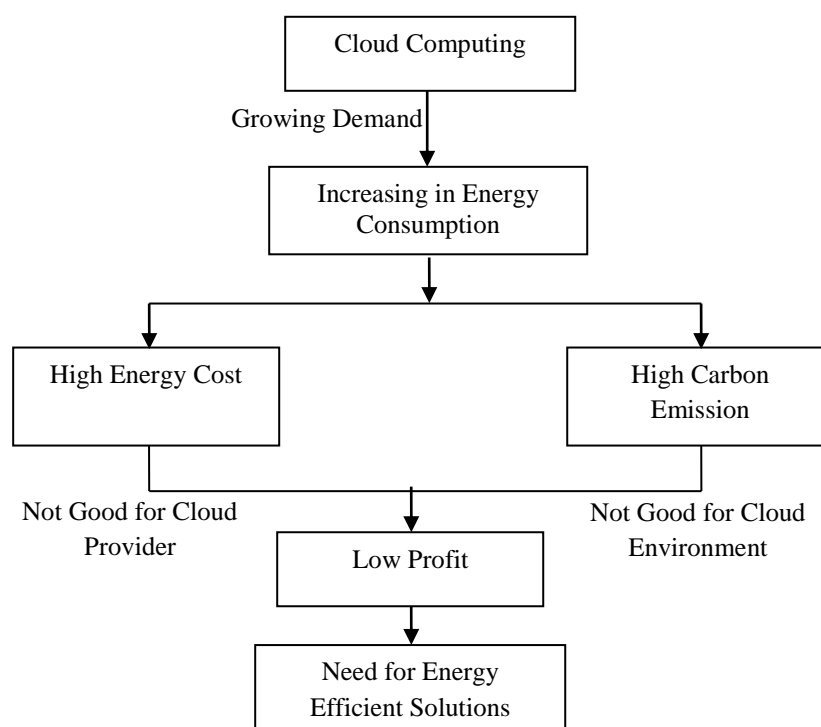 Cloud Computing
Growing Demand
Increasing in Energy
Consumption
High Energy Cost
High Carbon
Emission
Not Good for Cloud
Provider
Not Good for Cloud
Environment
Low Profit
Need for Energy
Efficient Solutions